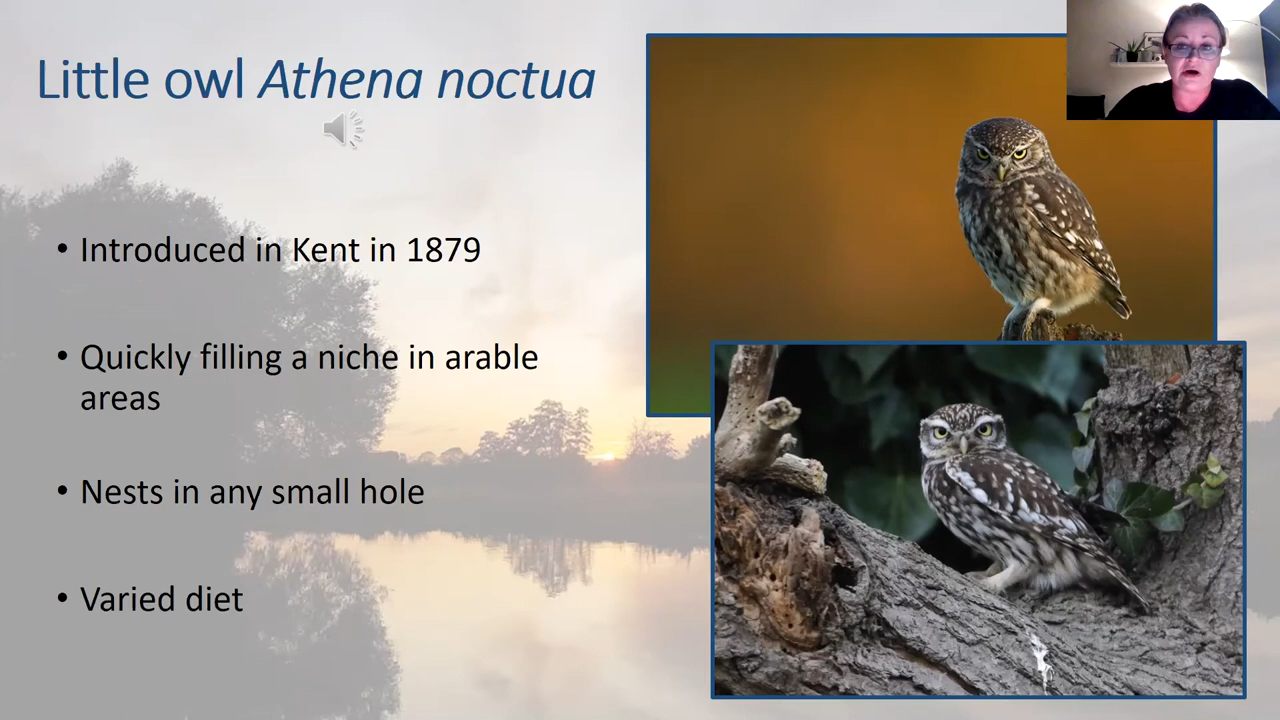 Little owl Athena noctua
• Introduced in Kent in 1879
• Quickly filling a niche in arable
areas
• Nests in any small hole
• Varied diet